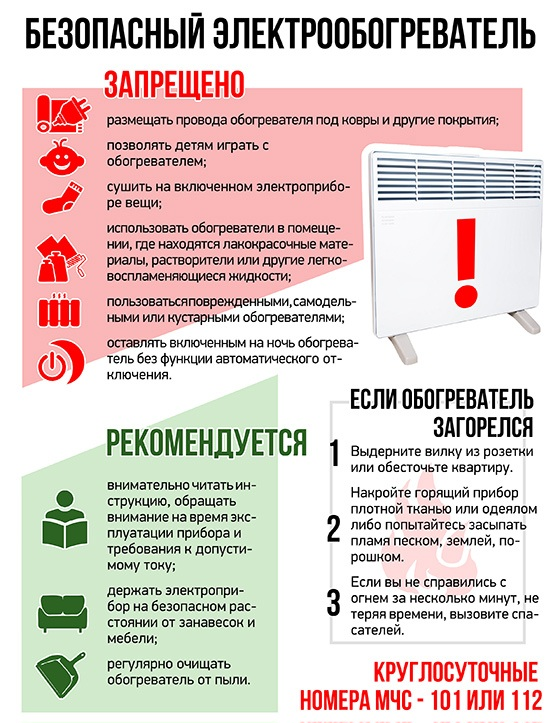 БЕЗОПАСНЫЙ ЭЛЕКТРООБОГРЕВАТЕЛЬ
ЗАПРЕЩЕНО
размещать провода обогревателя под ковры и другие покрытия;
позволять детям играть с
обогревателем;
сушить на включенном электроприбо-
ре вещи;
использовать обогреватели в помеще-
нии, где находятся лакокрасочные мате-
риалы, растворители или другие легко-
воспламеняющиеся жидкости;
пользоватьсяповрежденными,самодель-
ными или кустарными обогревателями;
оставлять включенным на ночь обогрева-
тель без функции автоматического от-
ключения.
!
РЕКОМЕНДУЕТСЯ
внимательно читать ин-
струкцию, обращать
внимание на время экс-
плуатации прибора и
требования к допусти-
мому току;
держать электропри-
бор на безопасном рас-
стоянии от занавесок и
мебели;
регулярно очищать
обогреватель от пыли.
ЕСЛИ ОБОГРЕВАТЕЛЬ
ЗАГОРЕЛСЯ
1 Выдерните вилку из розетки
или обесточьте квартиру.
2 Накройте горящий прибор
плотной тканью или одеялом
либо попытайтесь засыпать
пламя песком, землей, по-
рошком.
3 Если вы не справились с
огнем за несколько минут, не
теряя времени, вызовите спа-
сателей.
КРУГЛОСУТОЧНЫЕ
НОМЕРА МЧС - 101 ИЛИ 112